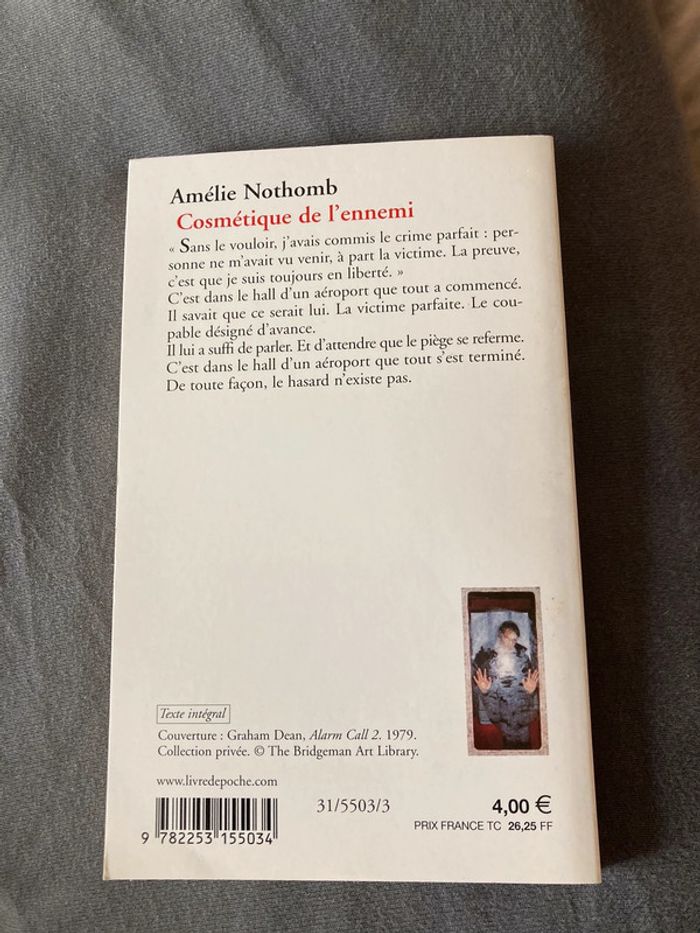 Amélie Nothomb
Cosmétique de l'ennemi
« Sans le vouloir, j'avais commis le crime parfait : per-
sonne ne m'avait vu venir, à part la victime. La preuve,
c'est que je suis toujours en liberté. »
C'est dans le hall d'un aéroport que tout a commencé.
Il savait que ce serait lui. La victime parfaite. Le cou-
pable désigné d'avance.
Il lui a suffi de parler. Et d'attendre que le piège se referme.
C'est dans le hall d'un aéroport que tout s'est terminé.
De toute façon, le hasard n'existe pas.
Texte intégral
Couverture : Graham Dean, Alarm Call 2. 1979.
Collection privée. © The Bridgeman Art Library.
www.livredepoche.com
31/5503/3
4,00 €
PRIX FRANCE TC 26,25 FF
9 782253 155034